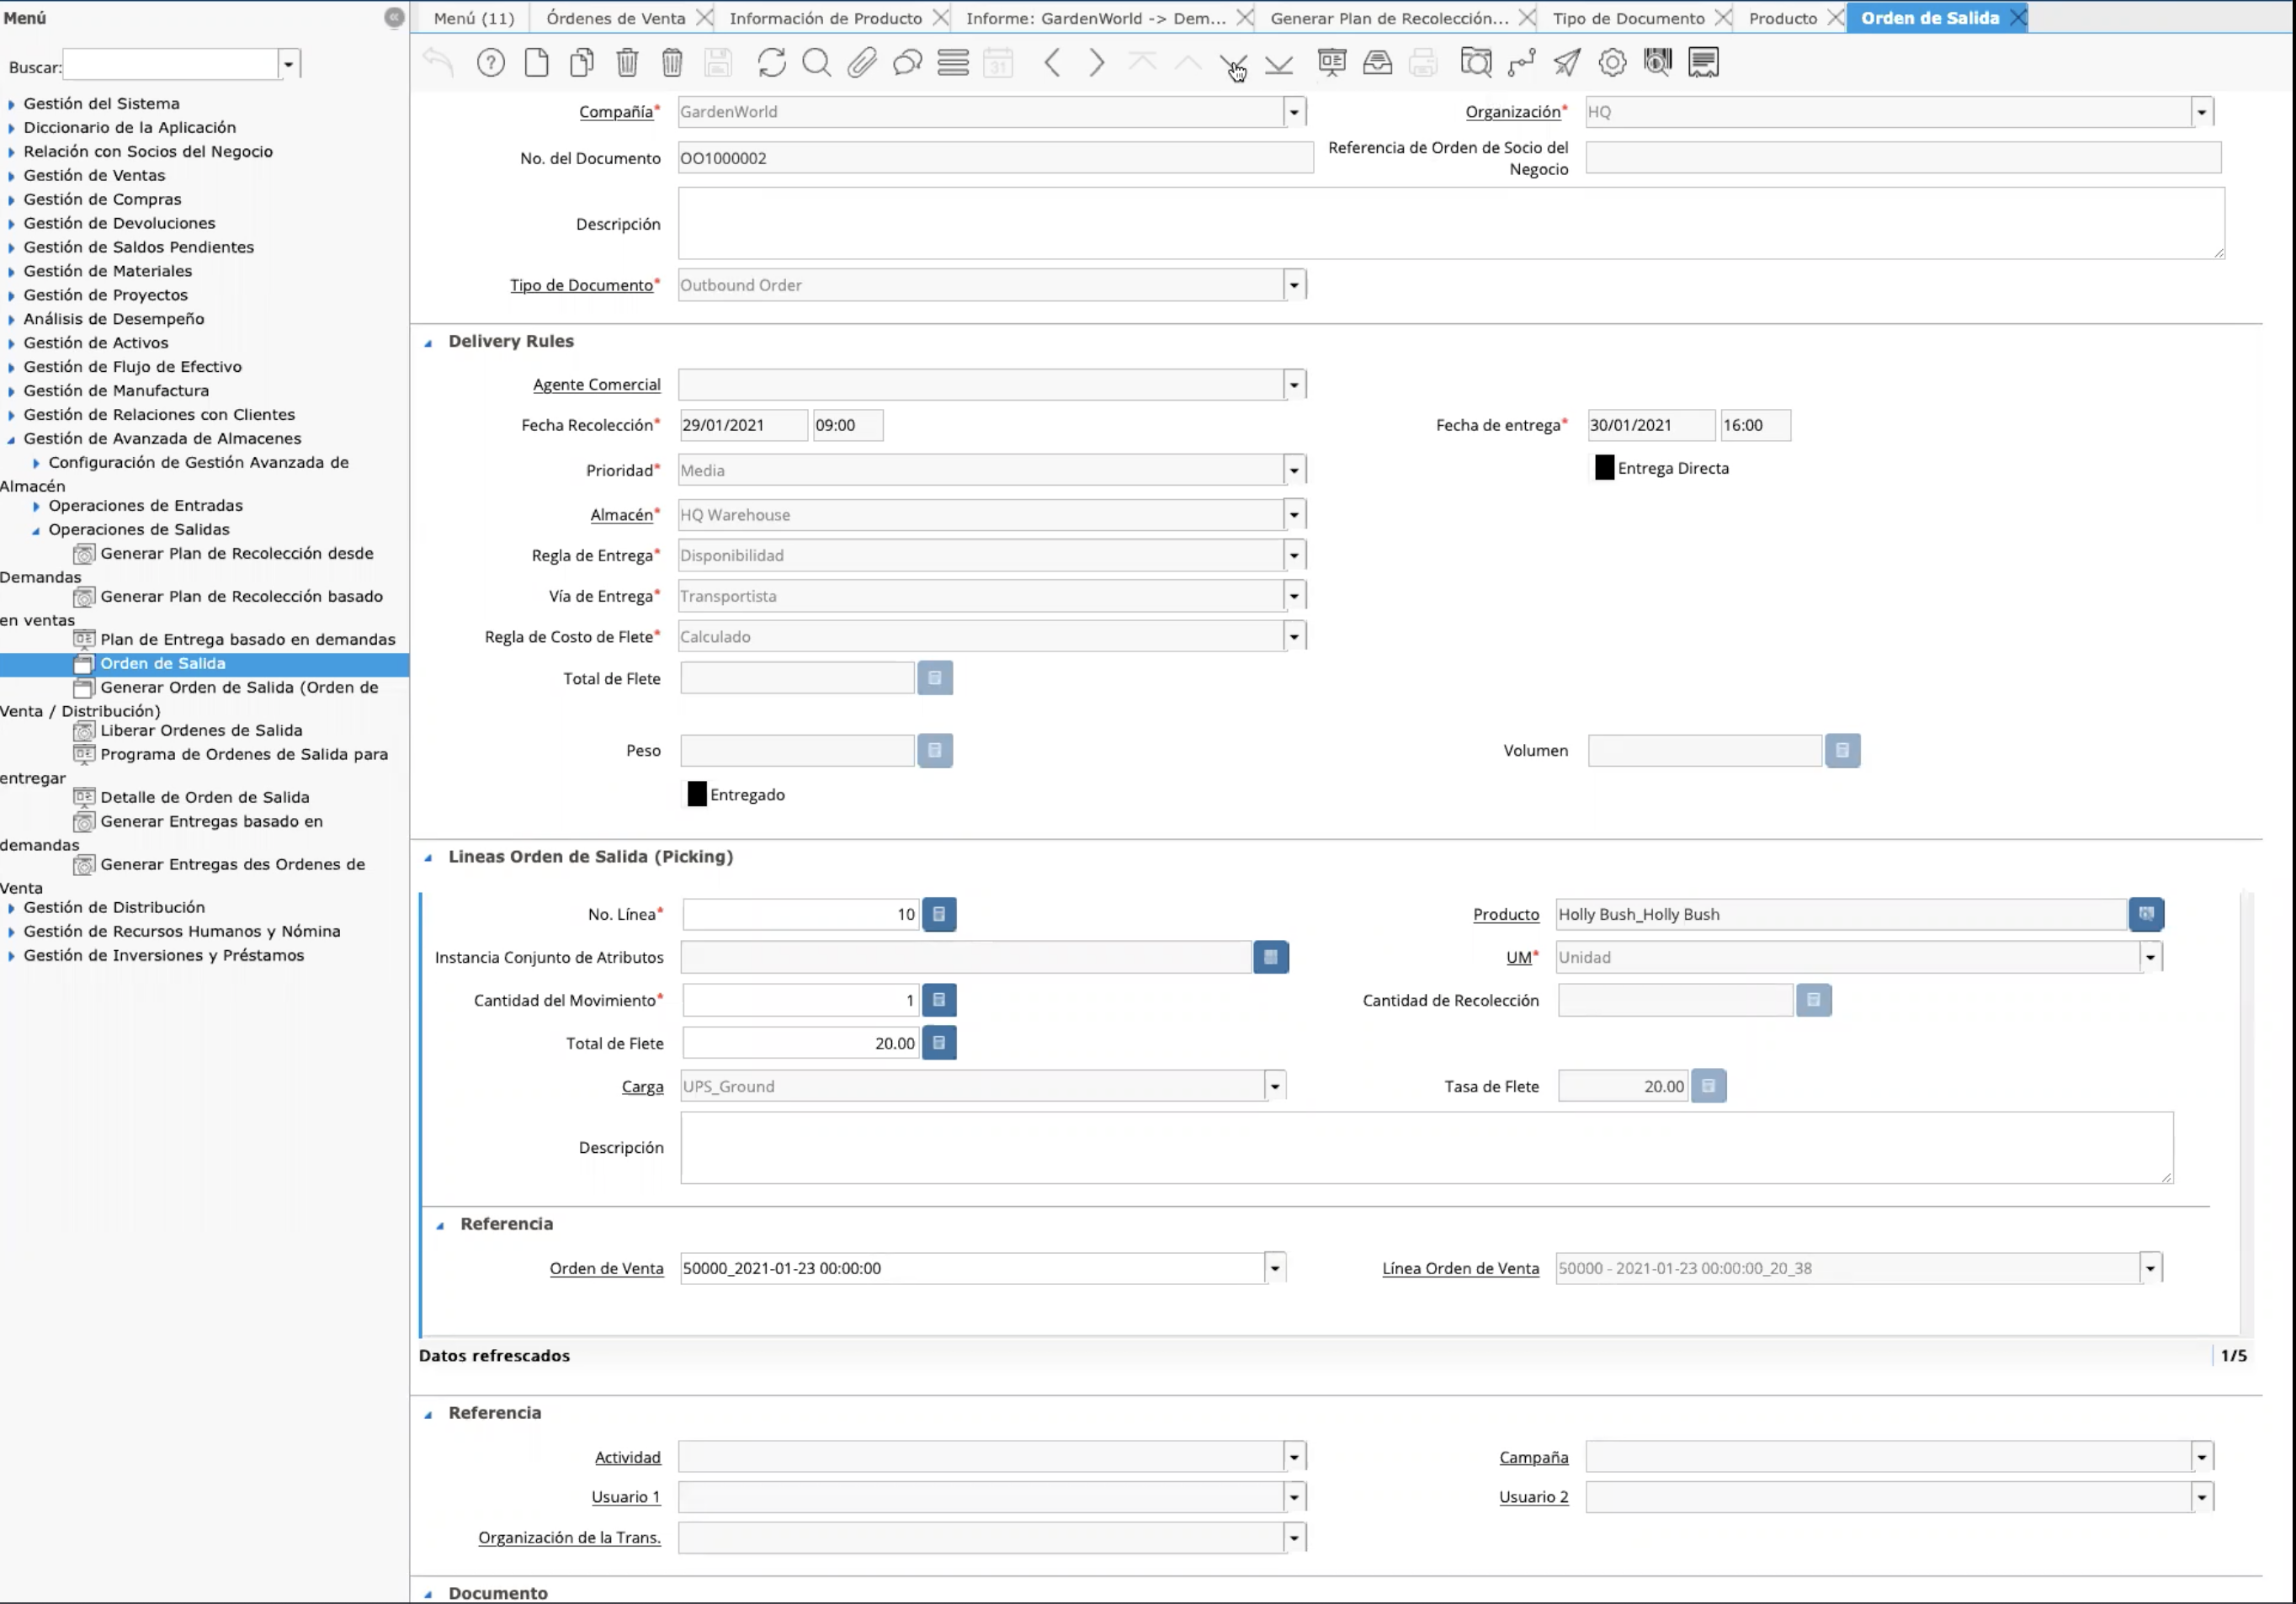 Menú
Buscar:
Gestión del Sistema
Diccionario de la Aplicación
Relación con Socios del Negocio
Gestión de Ventas
Gestión de Compras
Gestión de Devoluciones
Gestión de Saldos Pendientes
Gestión de Materiales
Gestión de Proyectos
Análisis de Desempeño
Gestión de Activos
Gestión de Flujo de Efectivo
Gestión de Manufactura
Gestión de Relaciones con Clientes
Gestión de Avanzada de Almacenes
Configuración de Gestión Avanzada de
Almacén
Operaciones de Entradas
Operaciones de Salidas
Generar Plan de Recolección desde
Demandas
Generar Plan de Recolección basado
en ventas
Plan de Entrega basado en demandas
Orden de Salida
Generar Orden de Salida (Orden de
Venta / Distribución)
Liberar Ordenes de Salida
Programa de Ordenes de Salida para
entregar
Detalle de Orden de Salida
Generar Entregas basado en
demandas
Generar Entregas des Ordenes de
Venta
Gestión de Distribución
Gestión de Recursos Humanos y Nómina
Gestión de Inversiones y Préstamos
Menú (11) Órdenes de Venta Información de Producto Informe: GardenWorld -> Dem... Generar Plan de Recolección... Tipo de Documento Producto Orden de Salida
31
Compañía* GardenWorld Organización* HQ
No. del Documento OO1000002 Referencia de Orden de Socio del
Negocio
Descripción
Tipo de Documento* Outbound Order
Delivery Rules
Agente Comercial
Fecha Recolección* 29/01/2021 09:00 Fecha de entrega* 30/01/2021 16:00
Prioridad* Media Entrega Directa
Almacén* HQ Warehouse
Regla de Entrega* Disponibilidad
Vía de Entrega* Transportista
Regla de Costo de Flete* Calculado
Total de Flete
Peso Volumen
Entregado
Lineas Orden de Salida (Picking)
No. Línea* 10 Producto Holly Bush_Holly Bush
Instancia Conjunto de Atributos UM* Unidad
Cantidad del Movimiento* 1 Cantidad de Recolección
Total de Flete 20.00
Carga UPS_Ground Tasa de Flete 20.00
Descripción
Referencia
Orden de Venta 50000_2021-01-23 00:00:00 Línea Orden de Venta 50000 - 2021-01-23 00:00:00_20_38
Datos refrescados 1/5
Referencia
Actividad Campaña
Usuario 1 Usuario 2
Organización de la Trans.
Documento